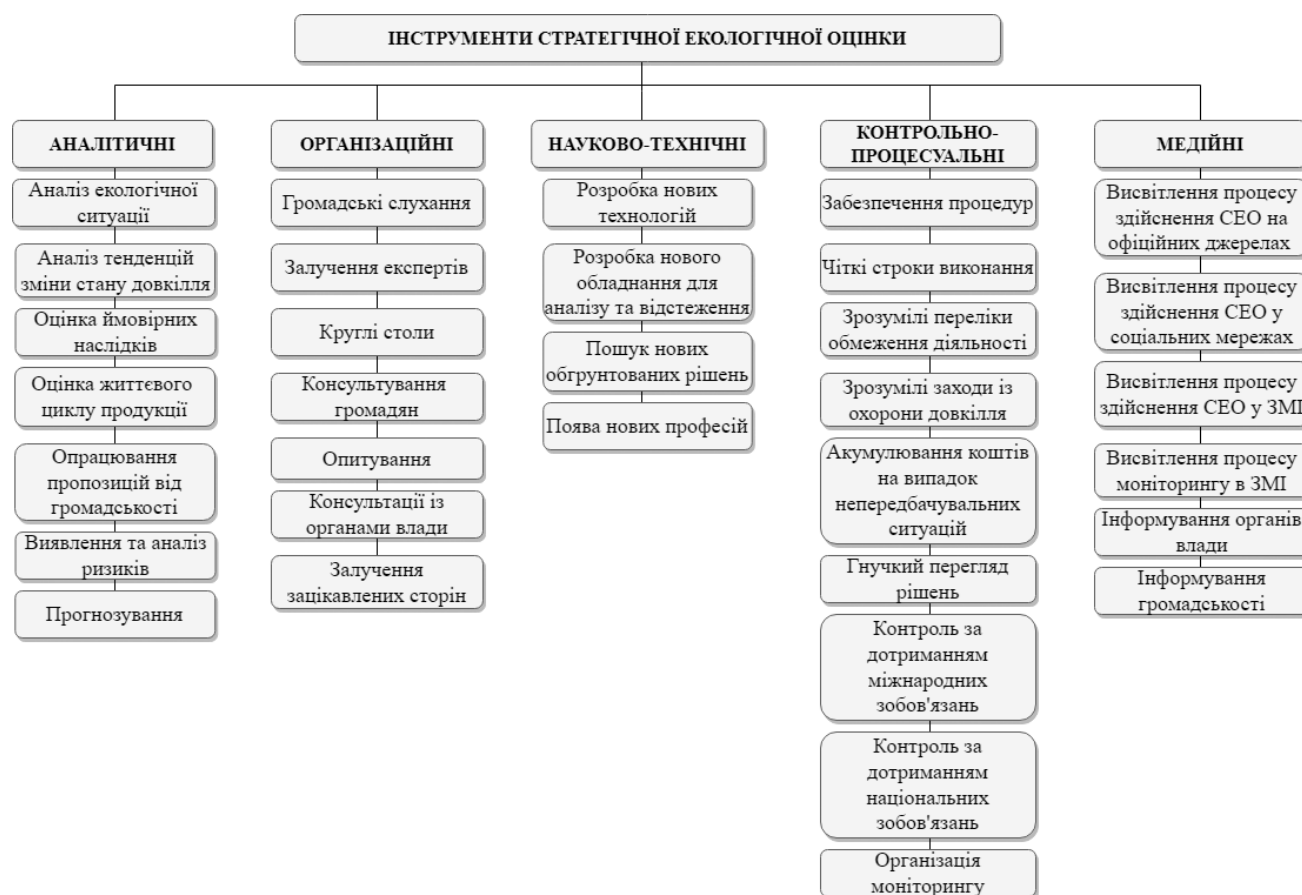 ІНСТРУМЕНТИ СТРАТЕГІЧНОЇ ЕКОЛОГІЧНОЇ ОЦІНКИ
АНАЛІТИЧНІ
Аналіз екологічної
ситуації
Аналіз тенденцій
зміни стану довкілля
Оцінка ймовірних
наслідків
Оцінка життєвого
циклу продукції
Опрацювання
пропозицій від
громадськості
Виявлення та аналіз
ризиків
Прогнозування
ОРГАНІЗАЦІЙНІ
Громадські слухання
Залучення експертів
Круглі столи
Консультування
громадян
Опитування
Консультації із
органами влади
Залучення
зацікавлених сторін
НАУКОВО-ТЕХНІЧНІ
Розробка нових
технологій
Розробка нового
обладнання для
аналізу та відстеження
Пошук нових
обгрунтованих рішень
Поява нових професій
КОНТРОЛЬНО-
ПРОЦЕСУАЛЬНІ
Забезпечення процедур
Чіткі строки виконання
Зрозумілі переліки
обмеження діяльності
Зрозумілі заходи із
охорони довкілля
Акумулювання коштів
на випадок
непередбачувальних
ситуацій
Гнучкий перегляд
рішень
Контроль за
дотриманням
міжнародних
зобов'язань
Контроль за
дотриманням
національних
зобов'язань
Організація
моніторингу
МЕДІЙНІ
Висвітлення процесу
здійснення СЕО на
офіційних джерелах
Висвітлення процесу
здійснення СЕО у
соціальних мережах
Висвітлення процесу
здійснення СЕО у ЗМІ
Висвітлення процесу
моніторингу в ЗМІ
Інформування органів
влади
Інформування
громадськості